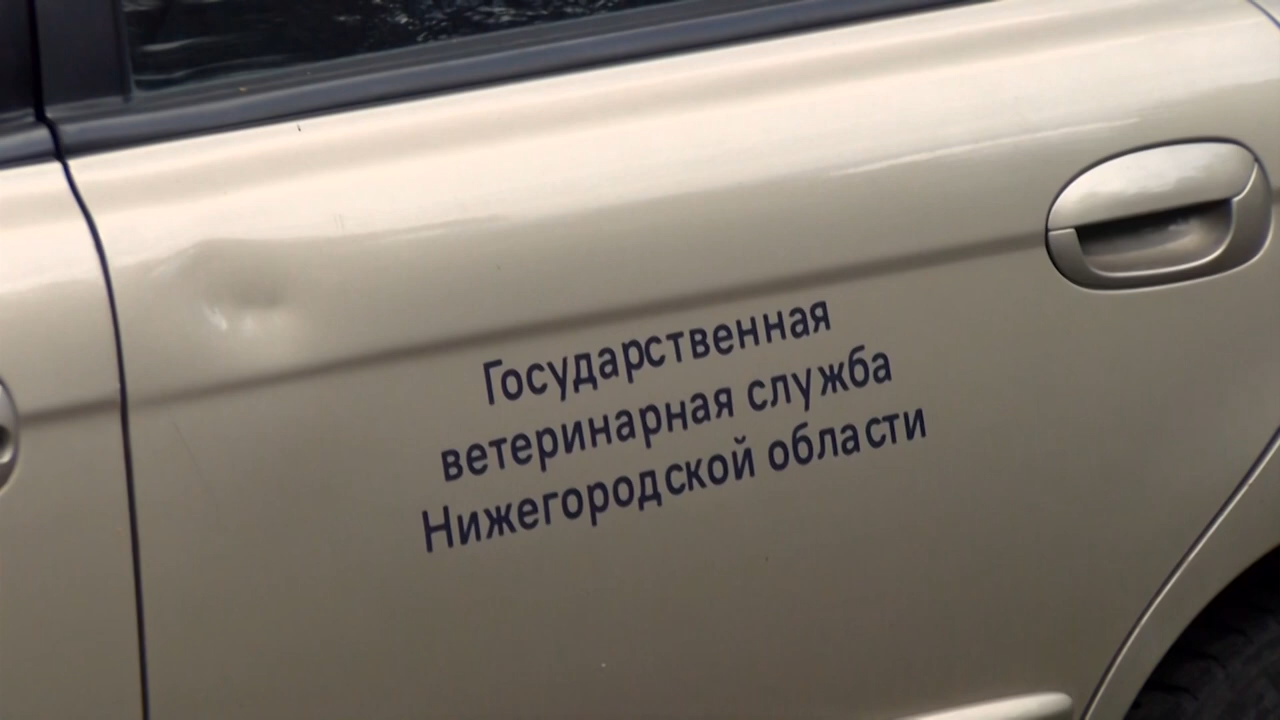 Государственная
ветеринарная служба
Нижегородской области